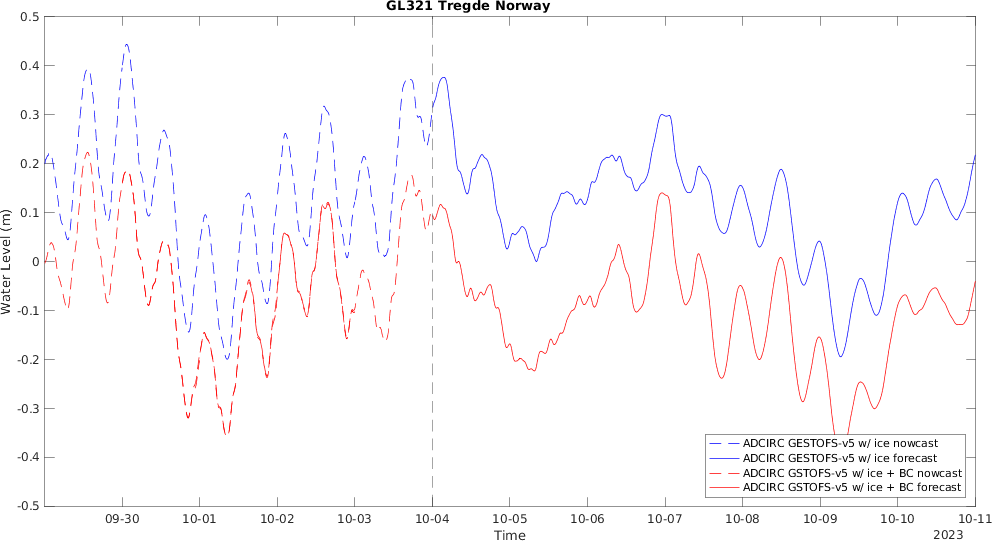 GL321 Tregde Norway
0.5
0.4
0.3
0.2
0.1
0
-0.1
-0.2
-0.3
-0.4
-0.5
Water Level (m)
ADCIRC GESTOFS-v5 w/ ice nowcast
ADCIRC GESTOFS-v5 w/ ice forecast
ADCIRC GSTOFS-v5 w/ ice + BC nowcast
ADCIRC GSTOFS-v5 w/ ice + BC forecast
09-30 10-01 10-02 10-03 10-04 10-05 10-06 10-07 10-08 10-09 10-10 10-11
Time
2023